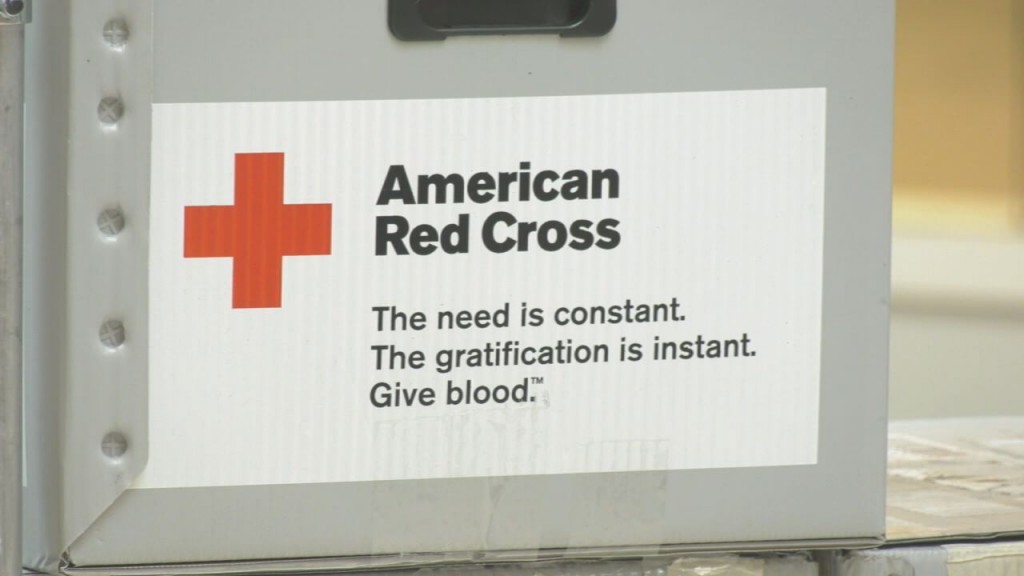 American
Red Cross
The need is constant.
The gratification is instant.
Give blood.™